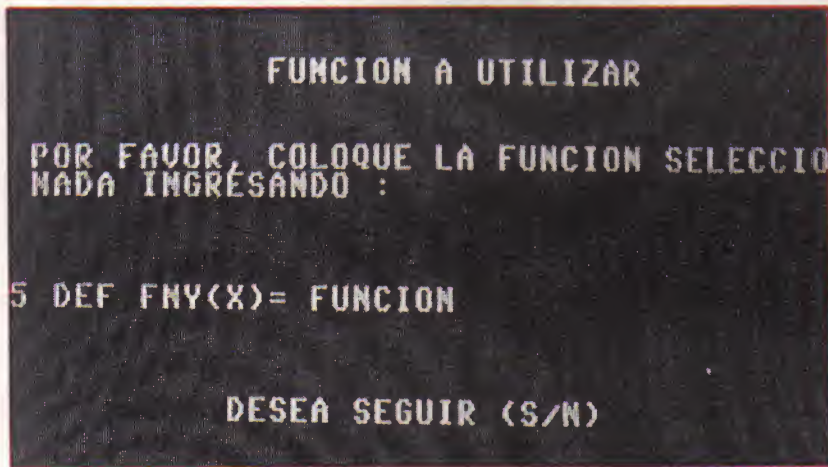 FUNCION A UTILIZAR
POR FAVOR, COLOQUE LA FUNCION SELECCIO
NADA INGRESANDO :
5 DEF FNY(X)= FUNCION
DESEA SEGUIR (S/N)